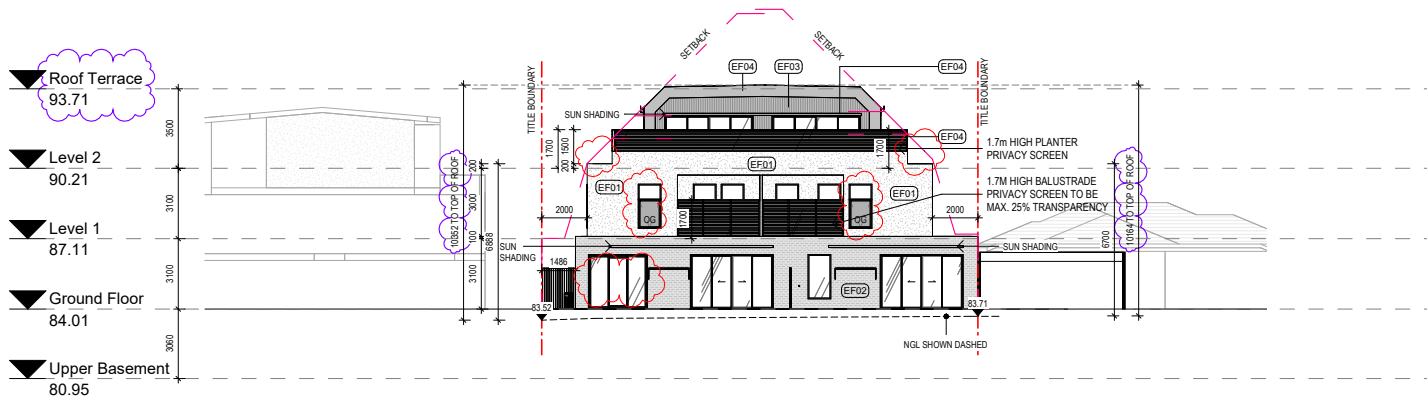 Roof Terrace
93.71
Level 2
90.21
Level 1
87.11
Ground Floor
84.01
Upper Basement
80.95
3500
3100
3100
3060
10352 TO TOP OF ROOF
200
3000
100
3100
6868
TITLE BOUNDARY
SETBACK
SETBACK
EF04
EF03
EF04
TITLE BOUNDARY
SUN SHADING
1700
1500
200
1700
EF04
1.7m HIGH PLANTER
PRIVACY SCREEN
EF01
EF01
EF01
1.7M HIGH BALUSTRADE
PRIVACY SCREEN TO BE
MAX. 25% TRANSPARENCY
OG
OG
1700
2000
2000
SUN
SHADING
SUN SHADING
1486
EF02
83.52
83.71
NGL SHOWN DASHED
6700
10164 TO TOP OF ROOF